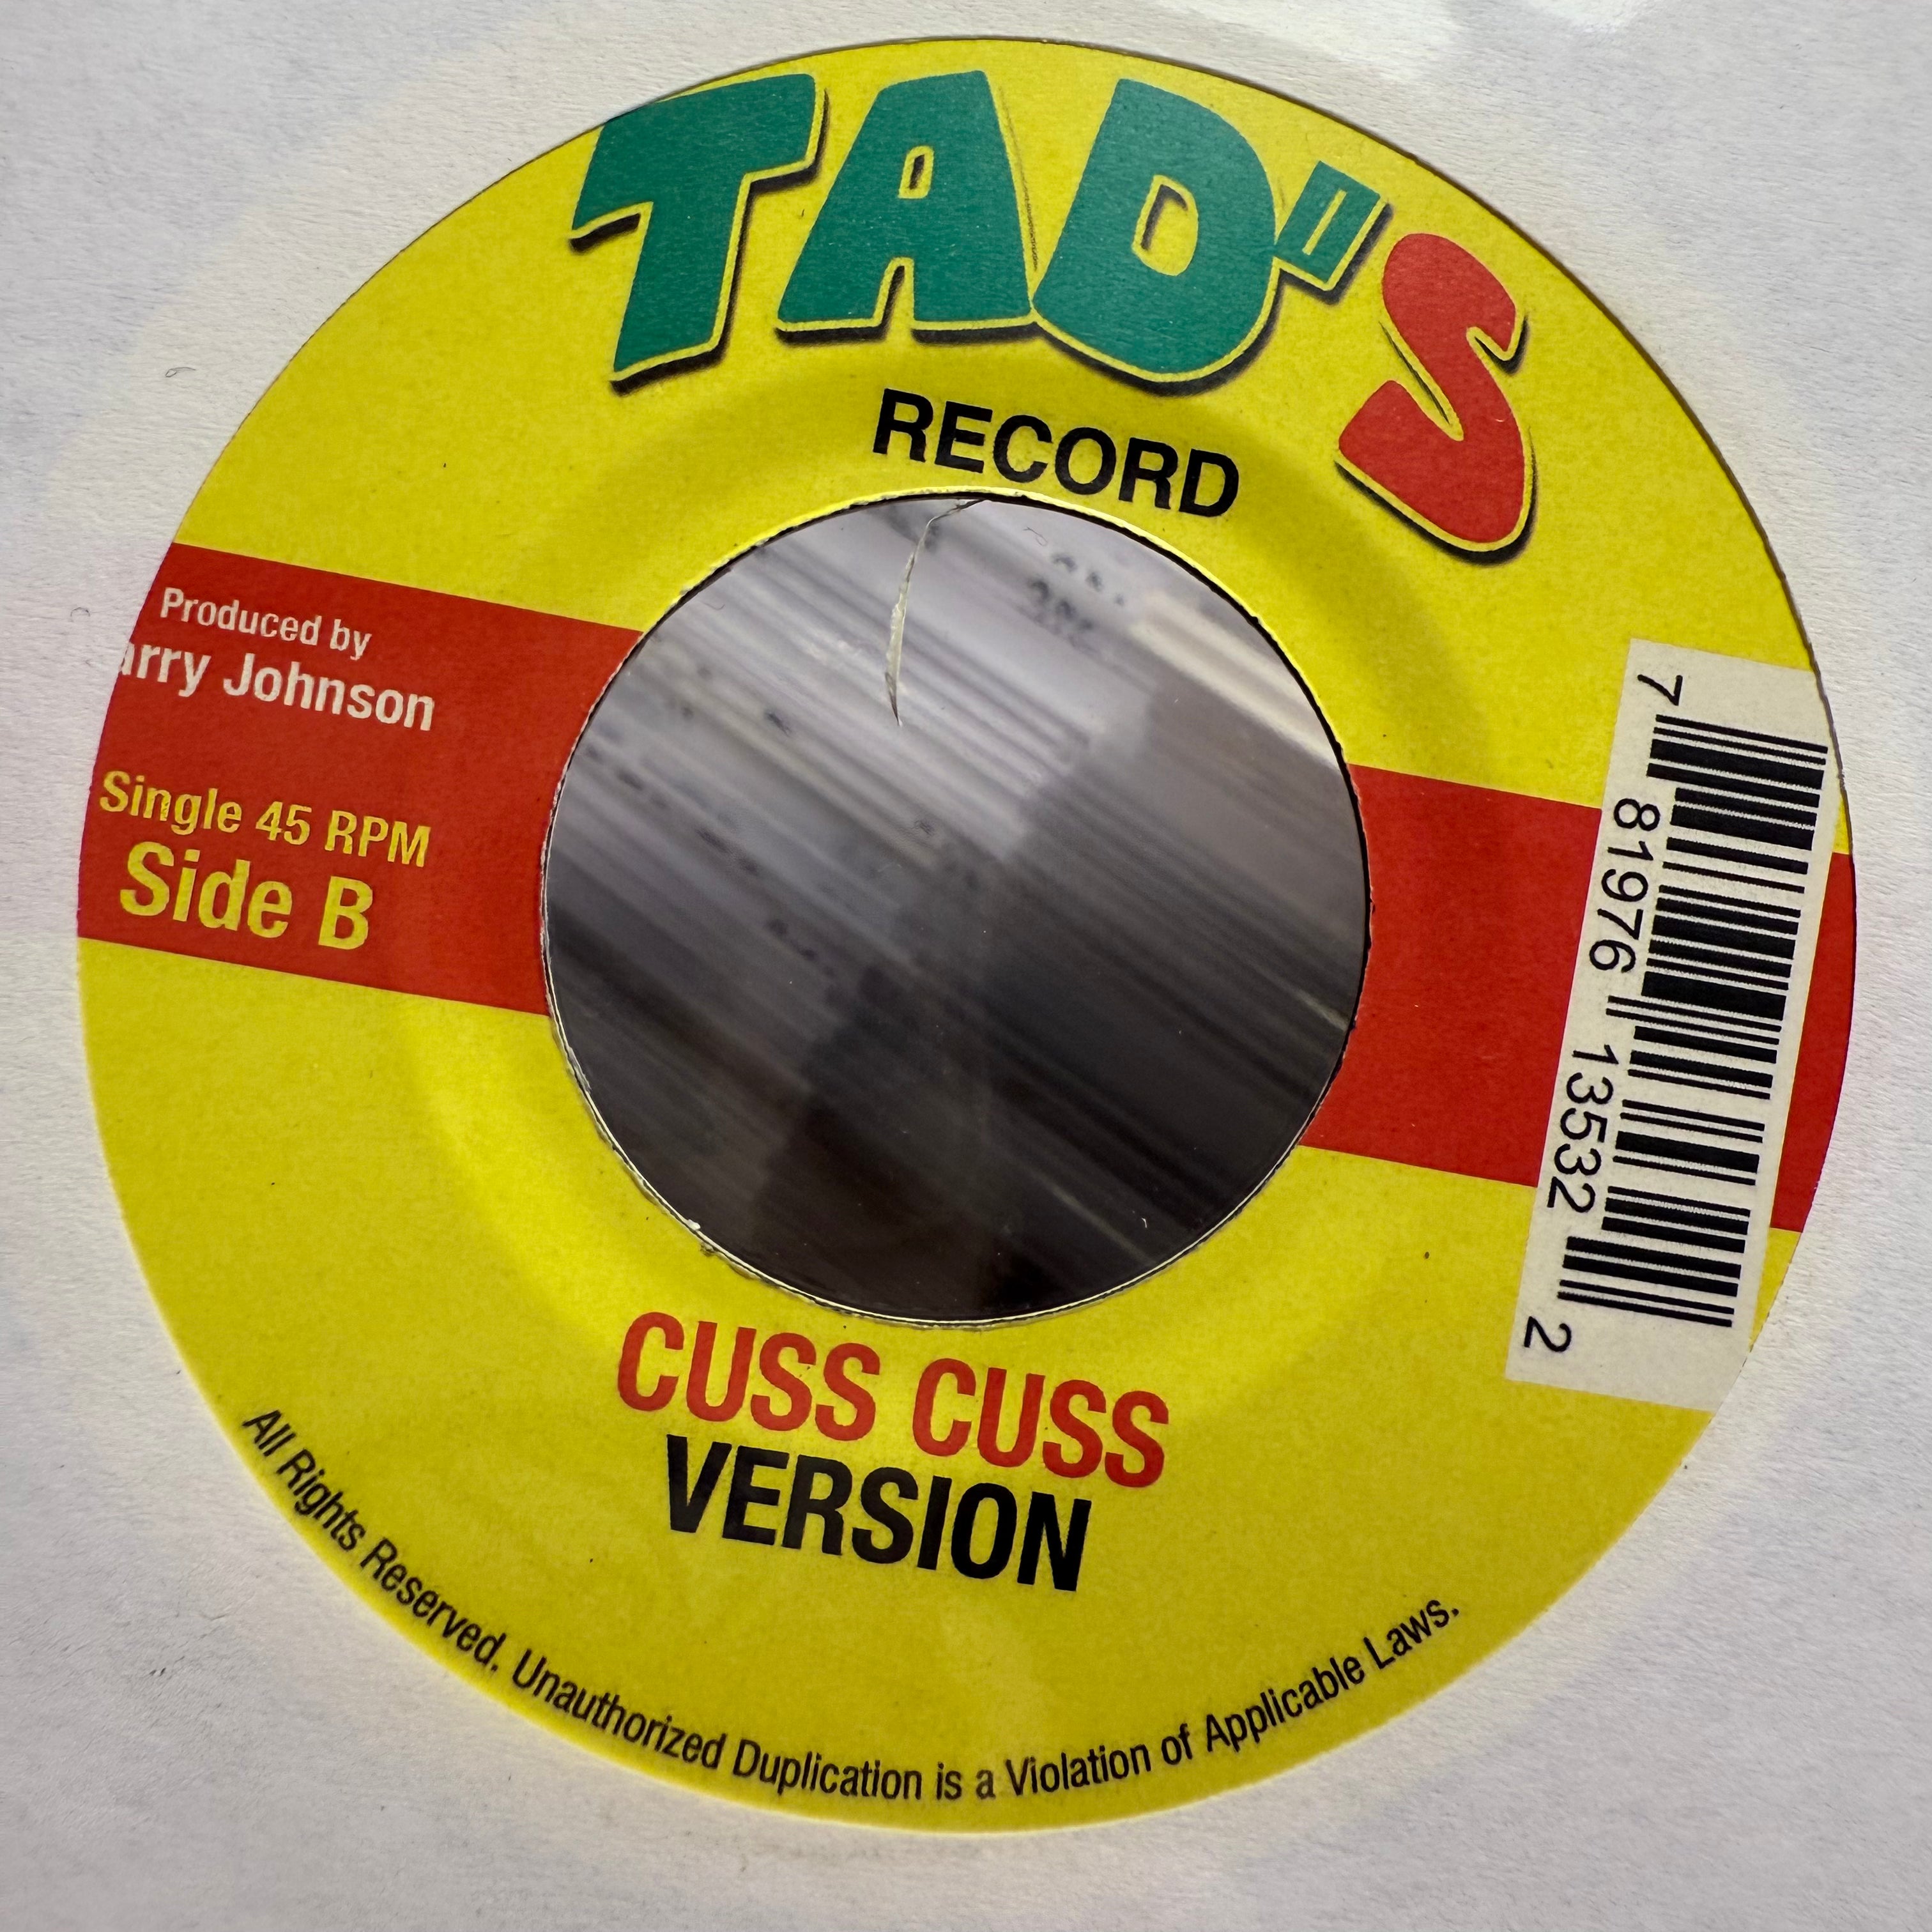 TAD'S
RECORD
Produced by
arry Johnson
Single 45 RPM
Side B
7 81976 13532 2
CUSS CUSS
VERSION
All Rights Reserved. Unauthorized Duplication is a Violation of Applicable Laws.